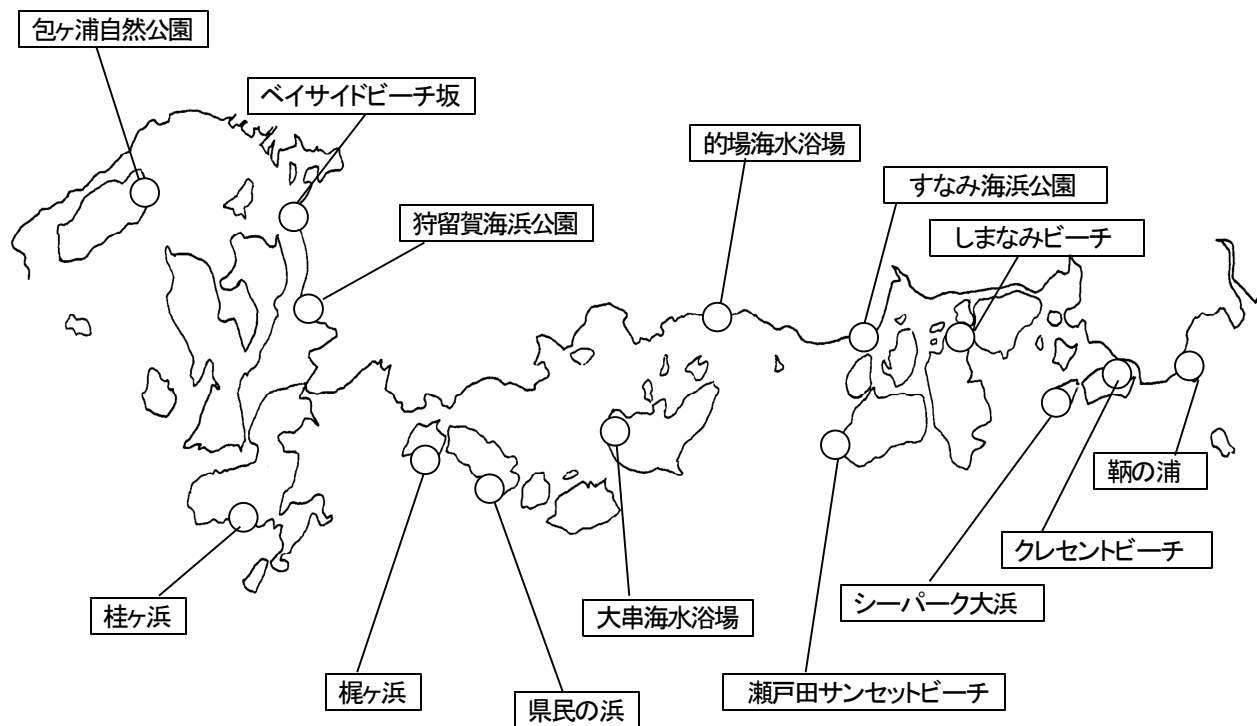 包ヶ浦自然公園
ベイサイドビーチ坂
的場海水浴場
すなみ海浜公園
狩留賀海浜公園
しまなみビーチ
鞆の浦
クレセントビーチ
シーパーク大浜
桂ヶ浜
大串海水浴場
梶ヶ浜
県民の浜
瀬戸田サンセットビーチ